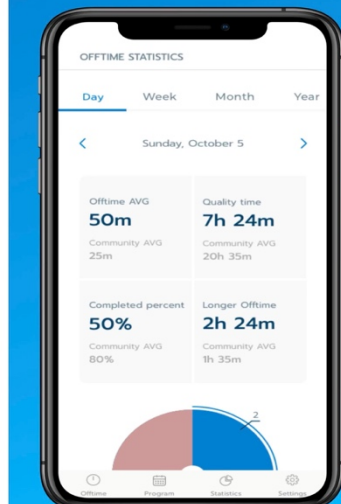 OFFTIME STATISTICS
Day Week Month Year
Sunday, October 5
Offtime AVG
50m
Community AVG
25m
Quality time
7h 24m
Community AVG
20h 35m
Completed percent
50%
Community AVG
80%
Longer Offtime
2h 24m
Community AVG
1h 35m
2
Offtime Program Statistics Settings